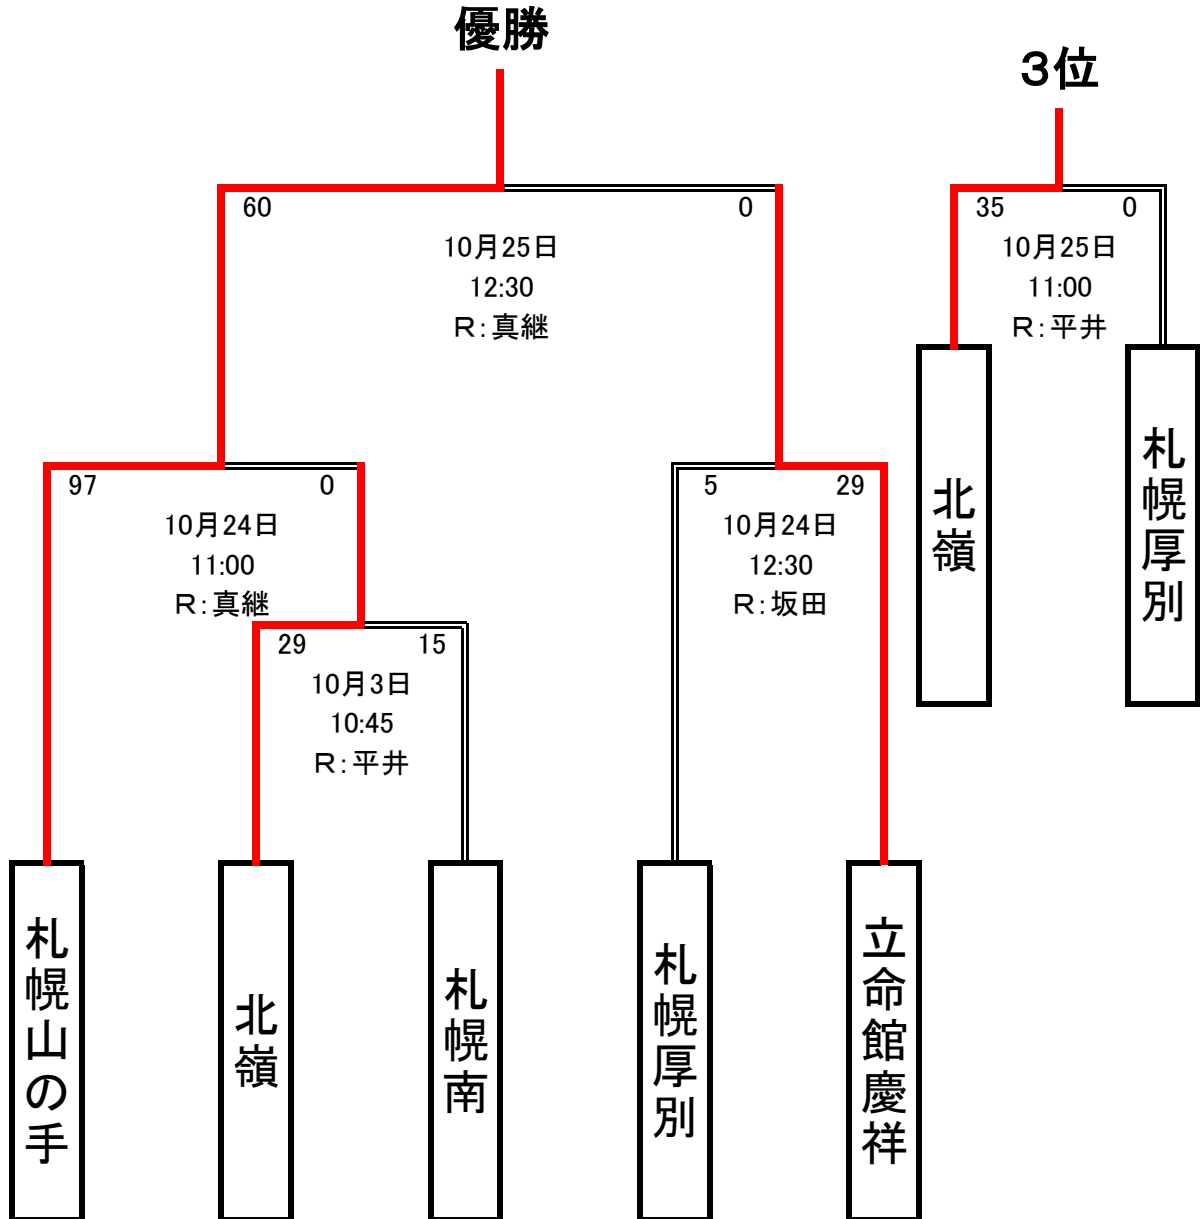 優勝
3位
60
0
10月25日
12:30
R:真継
35
0
10月25日
11:00
R:平井
97
0
10月24日
11:00
R:真継
5
29
10月24日
12:30
R:坂田
29
15
10月3日
10:45
R:平井
北嶺
札幌厚別
札幌山の手
北嶺
札幌南
札幌厚別
立命館慶祥